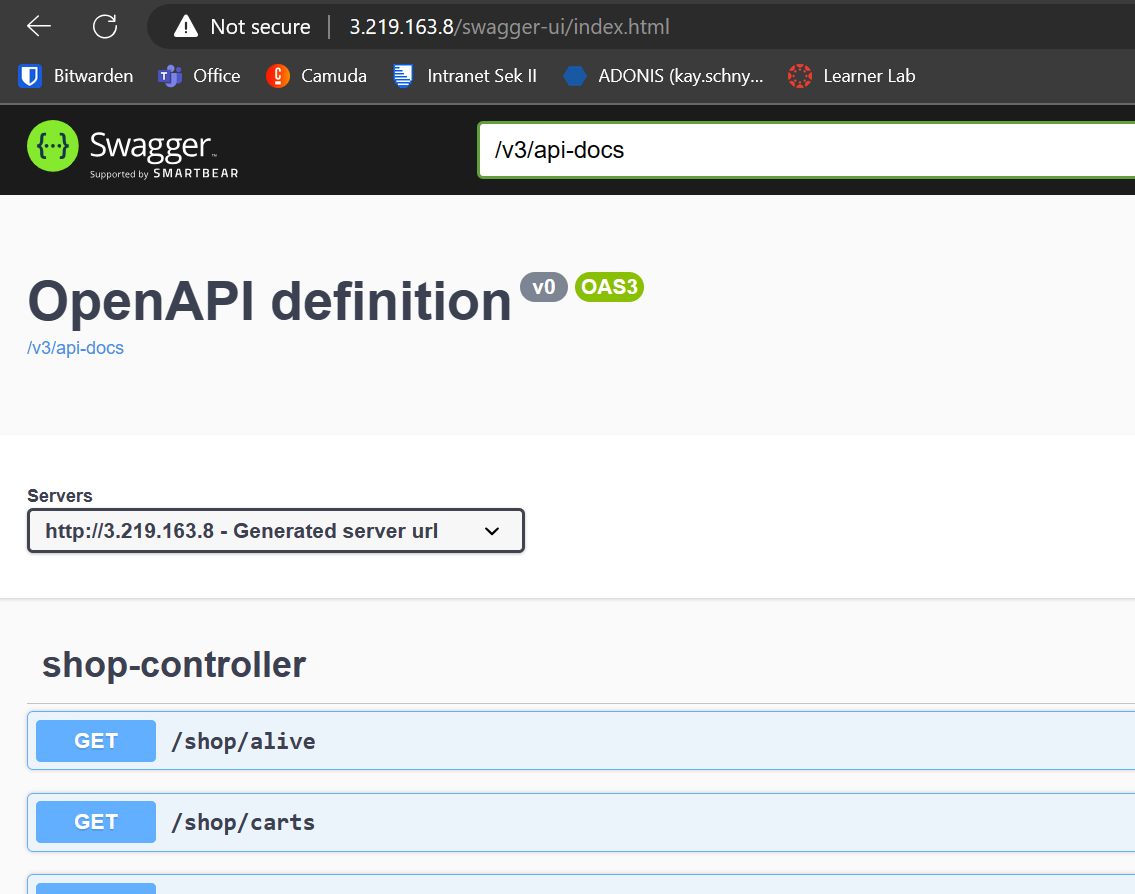 Not secure | 3.219.163.8/swagger-ui/index.html
Bitwarden Office Camuda Intranet Sek II ADONIS (kay.schny... Learner Lab
{···} Swagger™ /v3/api-docs
Supported by SMARTBEAR
OpenAPI definition v0 OAS3
/v3/api-docs
Servers
http://3.219.163.8 - Generated server url
shop-controller
GET /shop/alive
GET /shop/carts